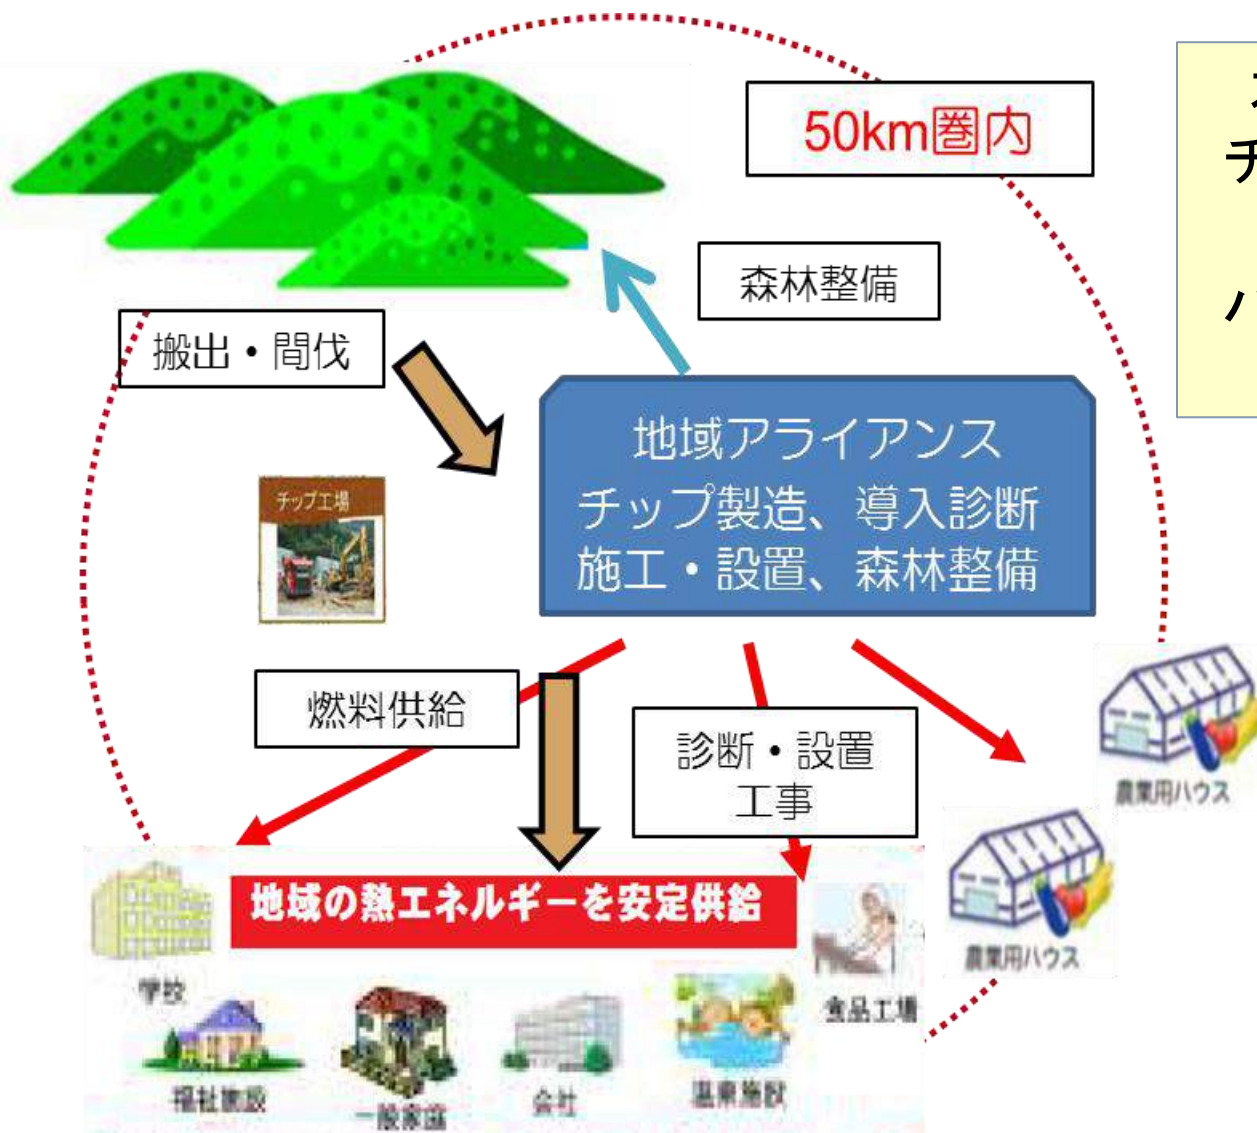 50km圏内
チ
森林整備
搬出・間伐
地域アライアンス
チップ製造、導入診断
施工・設置、森林整備
チップ工場
燃料供給
診断・設置
工事
農業用ハウス
地域の熱エネルギーを安定供給
農業用ハウス
学校
食品工場
福祉施設
一般家庭
会社
温泉施設